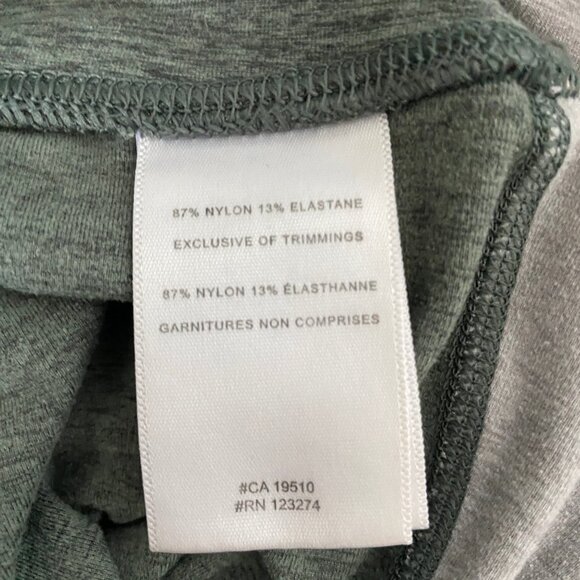 87% NYLON 13% ELASTANE
EXCLUSIVE OF TRIMMINGS
87% NYLON 13% ÉLASTHANNE
GARNITURES NON COMPRISES
#CA 19510
#RN 123274